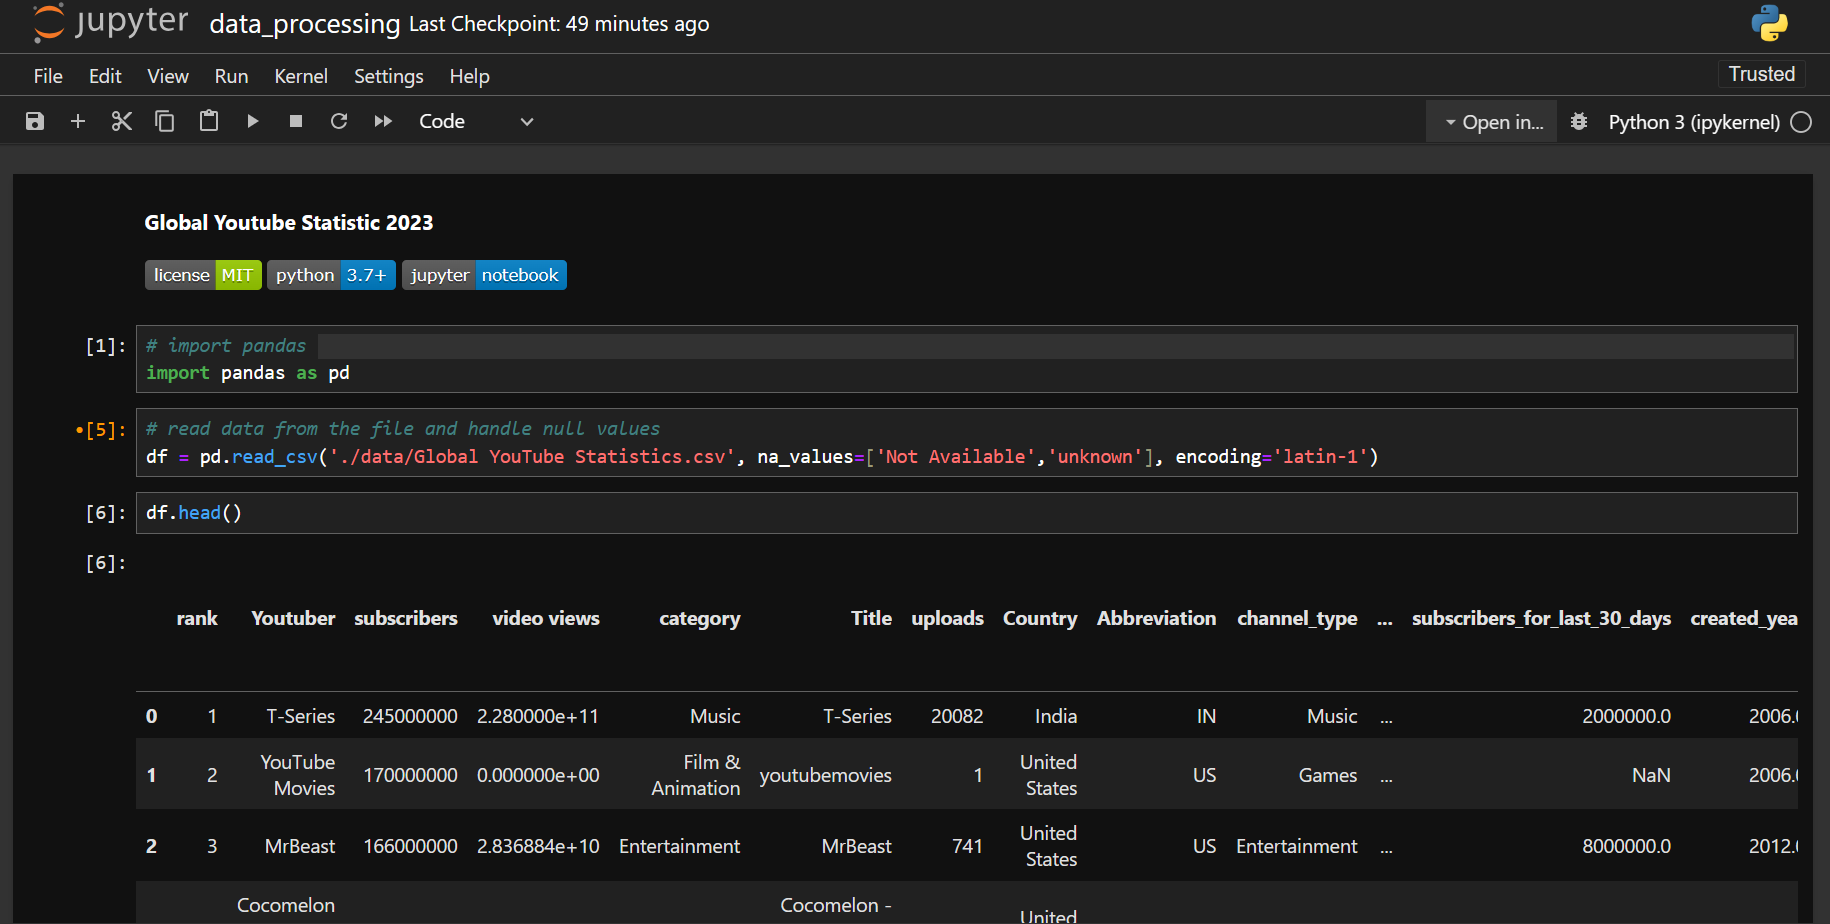 jupyter data_processing Last Checkpoint: 49 minutes ago
File Edit View Run Kernel Settings Help Trusted
Code Open in... Python 3 (ipykernel)
Global Youtube Statistic 2023
license MIT python 3.7+ jupyter notebook
[1]: # import pandas
import pandas as pd
•[5]: # read data from the file and handle null values
df = pd.read_csv('./data/Global YouTube Statistics.csv', na_values=['Not Available','unknown'], encoding='latin-1')
[6]: df.head()
[6]:
rank Youtuber subscribers video views category Title uploads Country Abbreviation channel_type ... subscribers_for_last_30_days created_yea
0 1 T-Series 245000000 2.280000e+11 Music T-Series 20082 India IN Music ... 2000000.0 2006.
1 2 YouTube Movies 170000000 0.000000e+00 Film & Animation youtubemovies 1 United States US Games ... NaN 2006.
2 3 MrBeast 166000000 2.836884e+10 Entertainment MrBeast 741 United States US Entertainment ... 8000000.0 2012.
Cocomelon Cocomelon - United